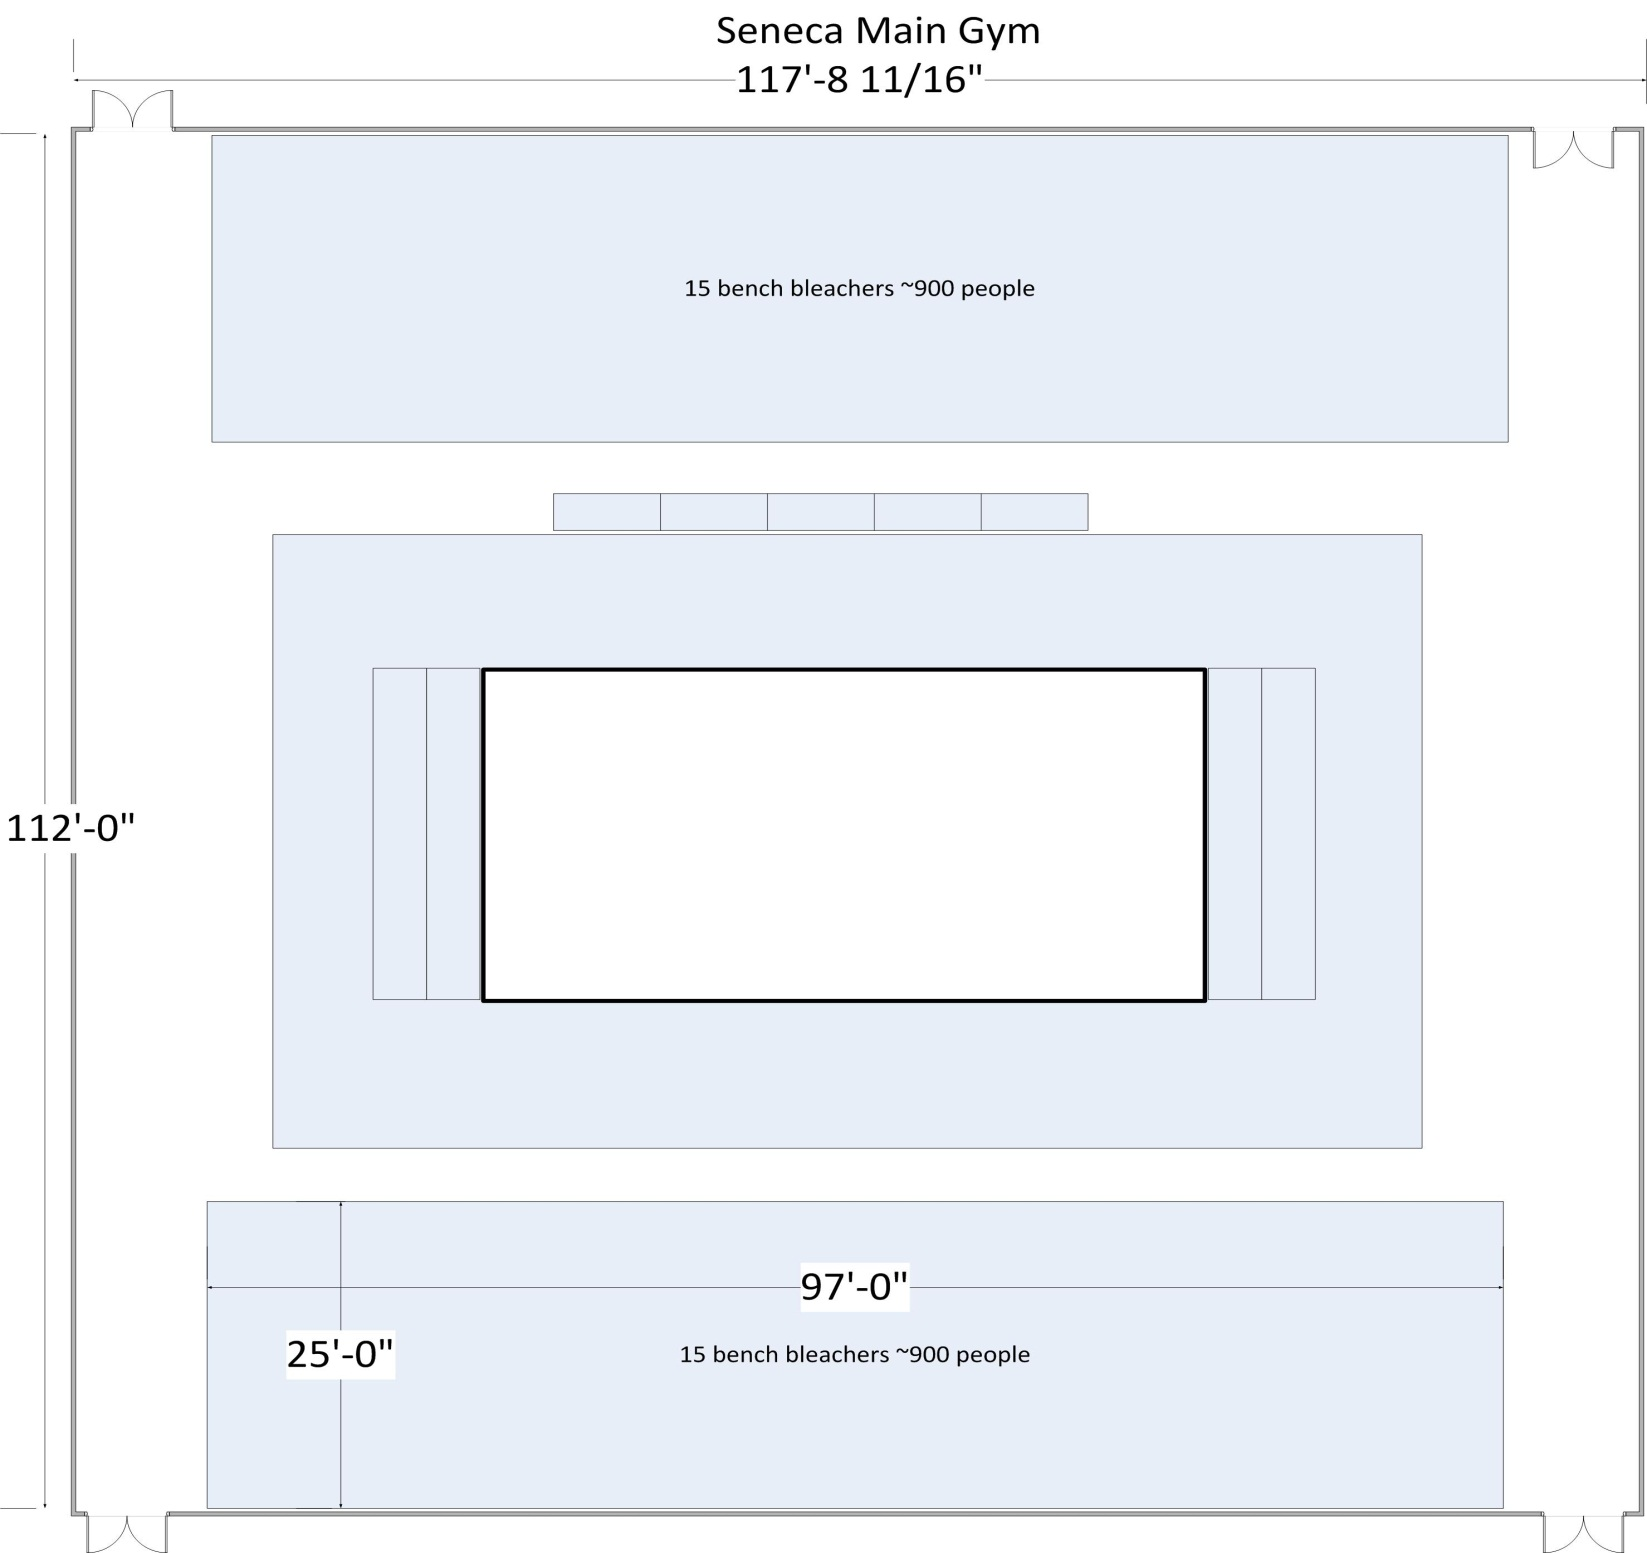 Seneca Main Gym
117'-8 11/16"
15 bench bleachers ~900 people
112'-0"
97'-0"
25'-0"
15 bench bleachers ~900 people